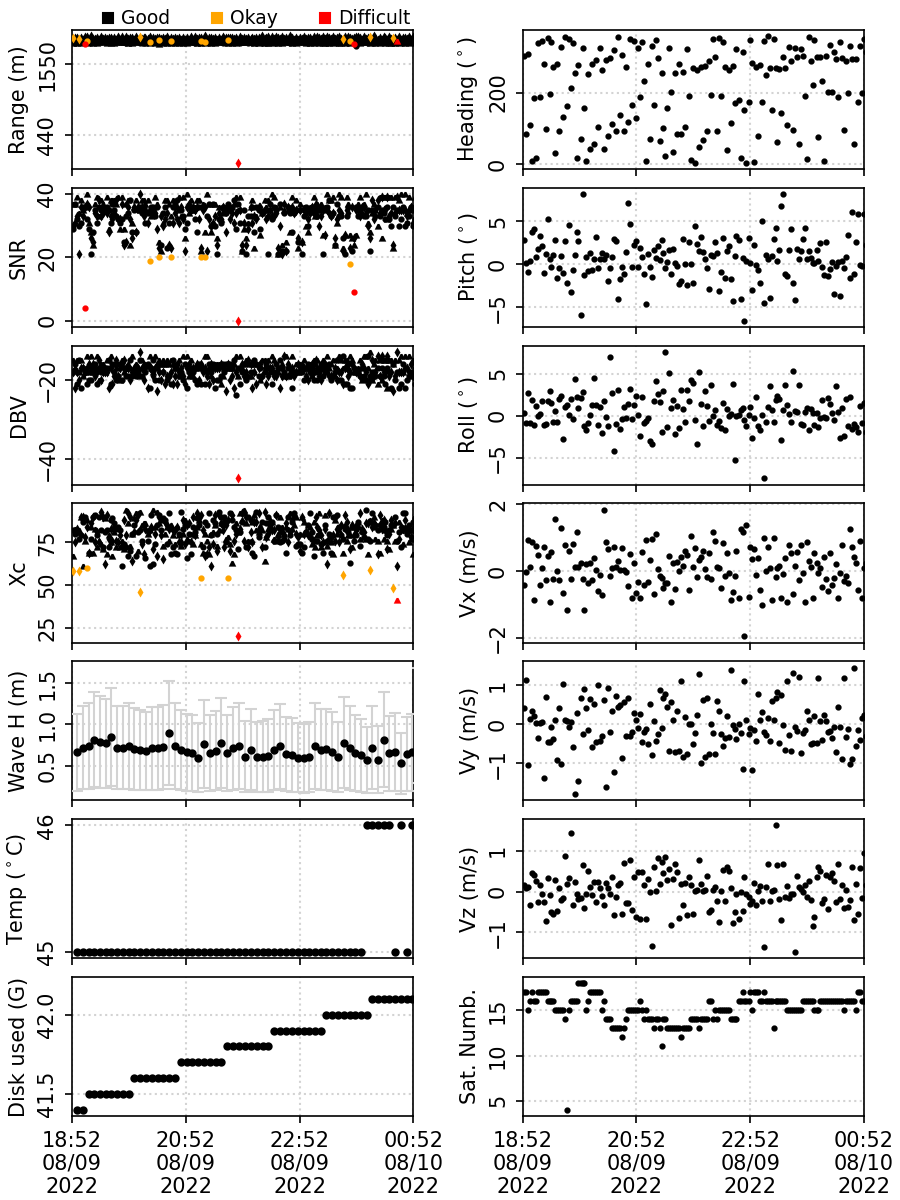 Good Okay Difficult
Range (m)
1550
440
Heading (°)
200
0
SNR
40
20
0
Pitch (°)
5
0
−5
DBV
−20
−40
Roll (°)
5
0
−5
Xc
75
50
25
Vx (m/s)
2
0
−2
Wave H (m)
1.5
1.0
0.5
Vy (m/s)
1
0
−1
Temp (°C)
46
45
Vz (m/s)
1
0
−1
Disk used (G)
42.0
41.5
Sat. Numb.
15
10
5
18:52 20:52 22:52 00:52
08/09 08/09 08/09 08/10
2022 2022 2022 2022
18:52 20:52 22:52 00:52
08/09 08/09 08/09 08/10
2022 2022 2022 2022